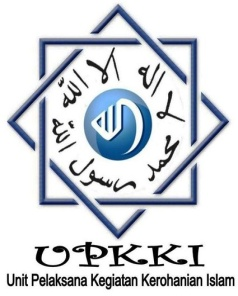 لا اله الا الله
محمد رسول الله
UPKKI
Unit Pelaksana Kegiatan Kerohanian Islam